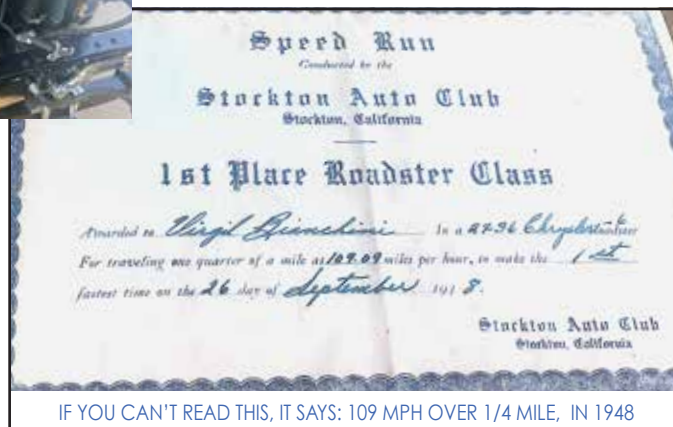 Speed Run
Conducted by the
Stockton Auto Club
Stockton, California
1st Place Roadster Class
Awarded to Virgil Bianchini In a 27-36 Chrysler
For traveling one quarter of a mile at 109.09 miles per hour, to make the 1st
fastest time on the 26 day of September 1948.
Stockton Auto Club
Stockton, California
IF YOU CAN'T READ THIS, IT SAYS: 109 MPH OVER 1/4 MILE, IN 1948